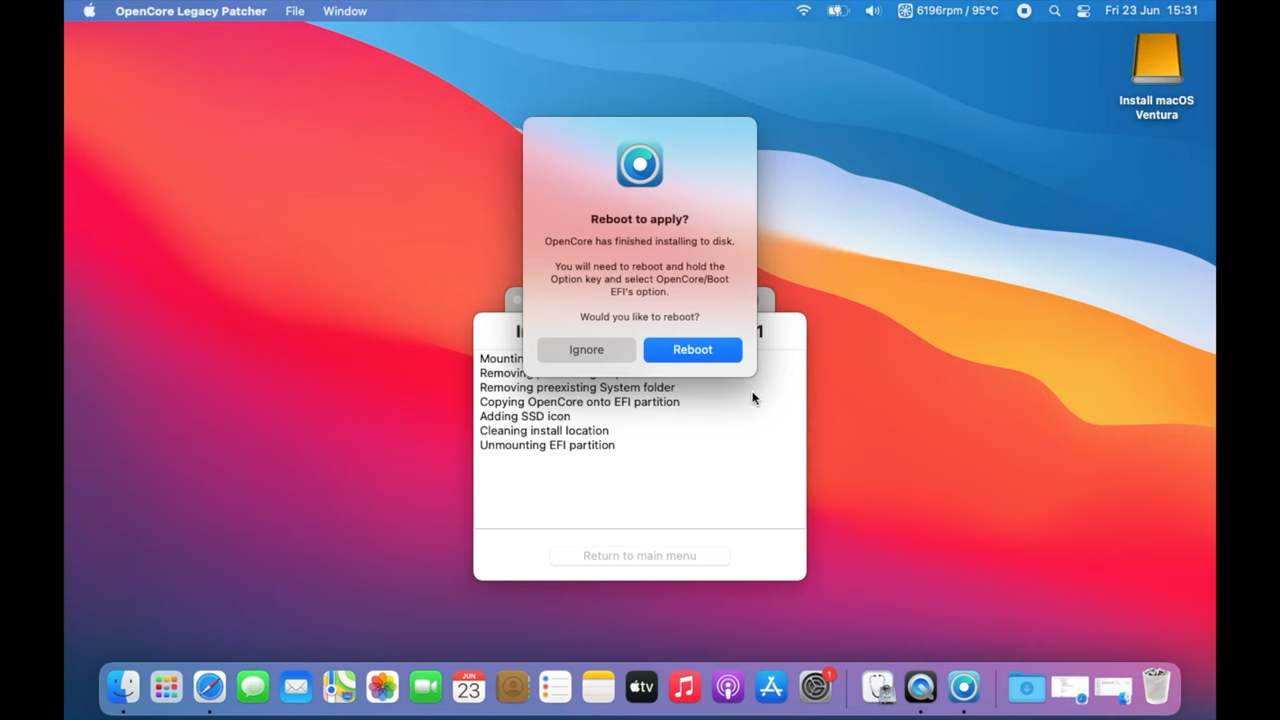 OpenCore Legacy Patcher File Window 6196rpm / 95°C Fri 23 Jun 15:31
Install macOS
Ventura
Reboot to apply?
OpenCore has finished installing to disk.
You will need to reboot and hold the
Option key and select OpenCore/Boot
EFI's option.
Would you like to reboot?
Ignore Reboot
1
Removing preexisting System folder
Copying OpenCore onto EFI partition
Adding SSD icon
Cleaning install location
Unmounting EFI partition
Return to main menu
JUN
23
tv
1